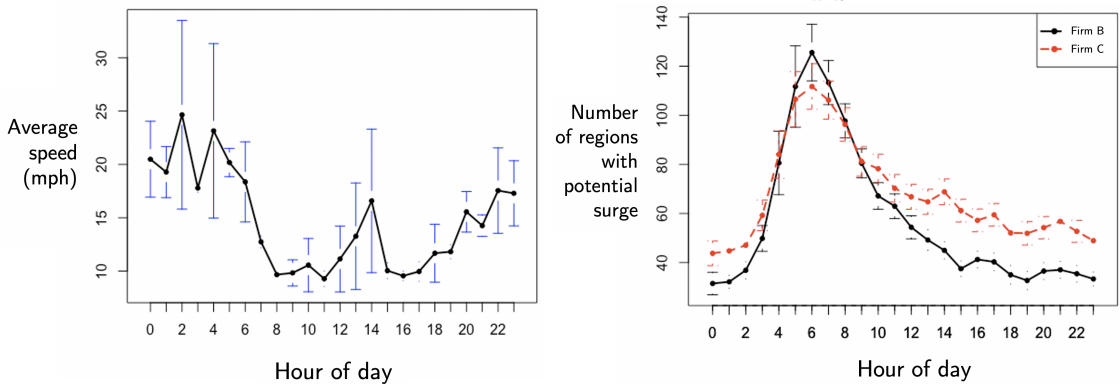 Average
speed
(mph)
30
25
20
15
10
0 2 4 6 8 10 12 14 16 18 20 22
Hour of day
Number
of regions
with
potential
surge
140
120
100
80
60
40
Firm B
Firm C
0 2 4 6 8 10 12 14 16 18 20 22
Hour of day